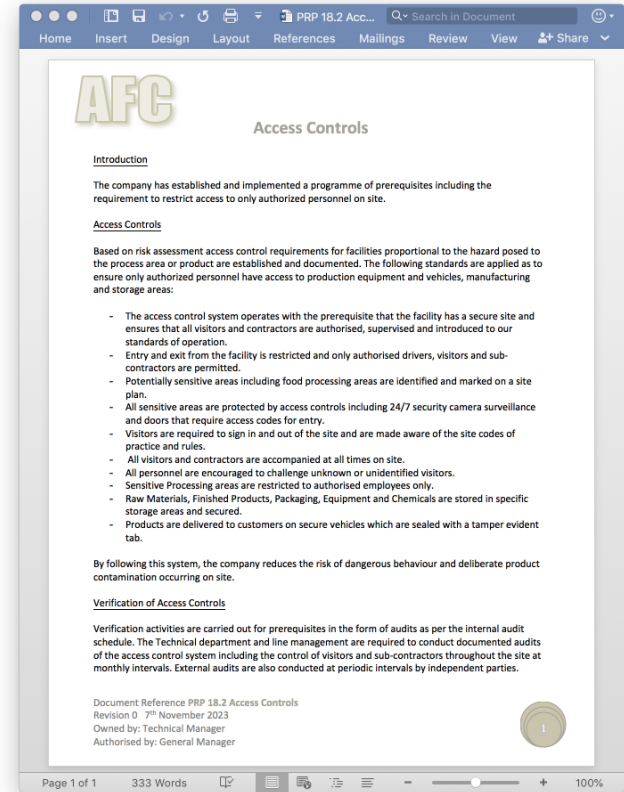 PRP 18.2 Acc...
Search in Document
Home Insert Design Layout References Mailings Review View Share
AFC
Access Controls
Introduction
The company has established and implemented a programme of prerequisites including the
requirement to restrict access to only authorized personnel on site.
Access Controls
Based on risk assessment access control requirements for facilities proportional to the hazard posed to
the process area or product are established and documented. The following standards are applied as to
ensure only authorized personnel have access to production equipment and vehicles, manufacturing
and storage areas:
- The access control system operates with the prerequisite that the facility has a secure site and
ensures that all visitors and contractors are authorised, supervised and introduced to our
standards of operation.
- Entry and exit from the facility is restricted and only authorised drivers, visitors and sub-
contractors are permitted.
- Potentially sensitive areas including food processing areas are identified and marked on a site
plan.
- All sensitive areas are protected by access controls including 24/7 security camera surveillance
and doors that require access codes for entry.
- Visitors are required to sign in and out of the site and are made aware of the site codes of
practice and rules.
- All visitors and contractors are accompanied at all times on site.
- All personnel are encouraged to challenge unknown or unidentified visitors.
- Sensitive Processing areas are restricted to authorised employees only.
- Raw Materials, Finished Products, Packaging, Equipment and Chemicals are stored in specific
storage areas and secured.
- Products are delivered to customers on secure vehicles which are sealed with a tamper evident
tab.
By following this system, the company reduces the risk of dangerous behaviour and deliberate product
contamination occurring on site.
Verification of Access Controls
Verification activities are carried out for prerequisites in the form of audits as per the internal audit
schedule. The Technical department and line management are required to conduct documented audits
of the access control system including the control of visitors and sub-contractors throughout the site at
monthly intervals. External audits are also conducted at periodic intervals by independent parties.
Document Reference PRP 18.2 Access Controls
Revision 0 7th November 2023
Owned by: Technical Manager
Authorised by: General Manager
1
Page 1 of 1 333 Words 100%